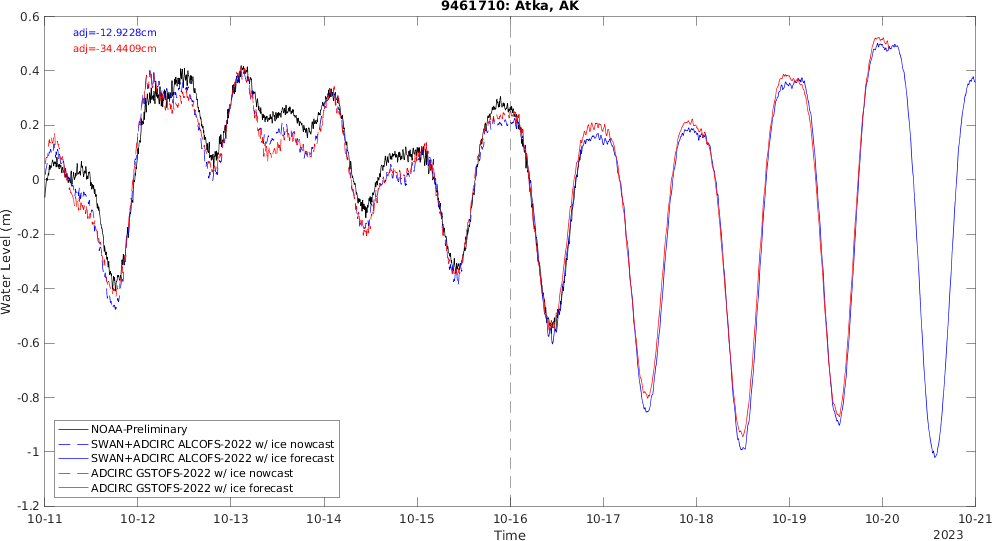 9461710: Atka, AK
adj=-12.9228cm
adj=-34.4409cm
0.6
0.4
0.2
0
-0.2
-0.4
-0.6
-0.8
-1
-1.2
Water Level (m)
NOAA-Preliminary
SWAN+ADCIRC ALCOFS-2022 w/ ice nowcast
SWAN+ADCIRC ALCOFS-2022 w/ ice forecast
ADCIRC GSTOFS-2022 w/ ice nowcast
ADCIRC GSTOFS-2022 w/ ice forecast
10-11 10-12 10-13 10-14 10-15 10-16 10-17 10-18 10-19 10-20 10-21
Time
2023